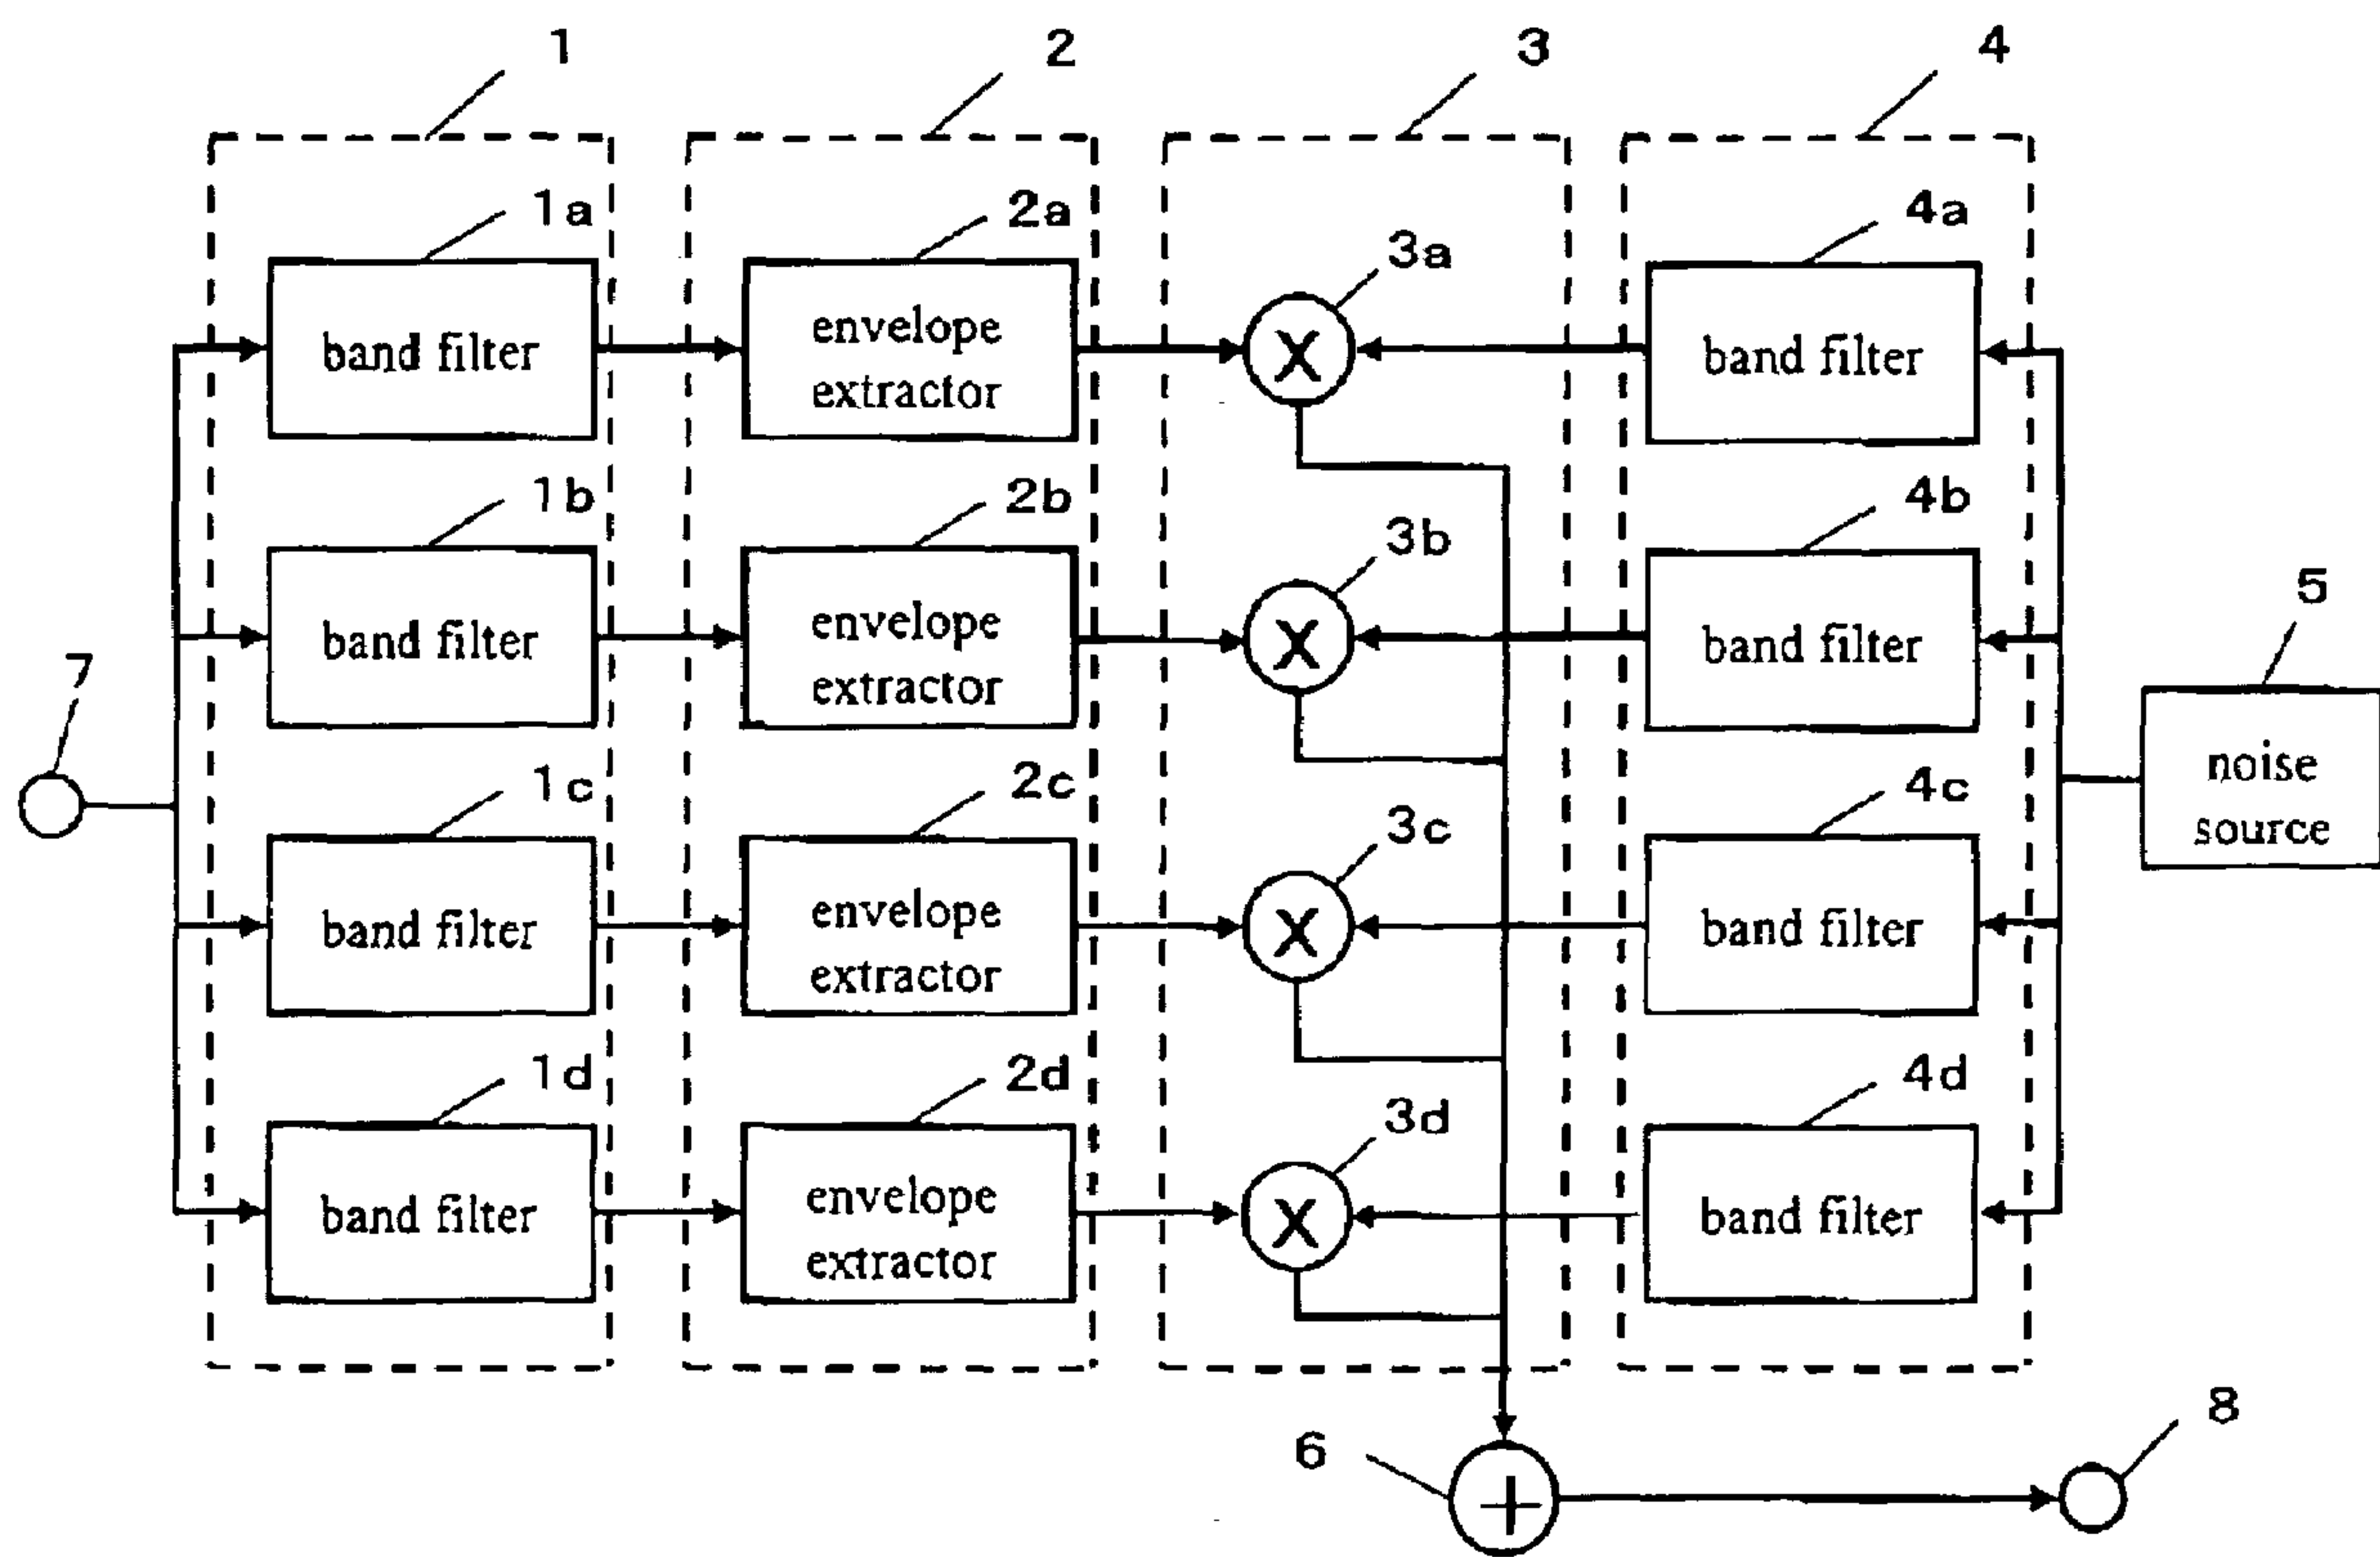 1 2 3 4
1a 2a 3a 4a
band filter
envelope
extractor
X
band filter
1b 2b 3b 4b
band filter
envelope
extractor
X
band filter
5
noise
source
7
1c 2c 3c 4c
band filter
envelope
extractor
X
band filter
1d 2d 3d 4d
band filter
envelope
extractor
X
band filter
6
+
8